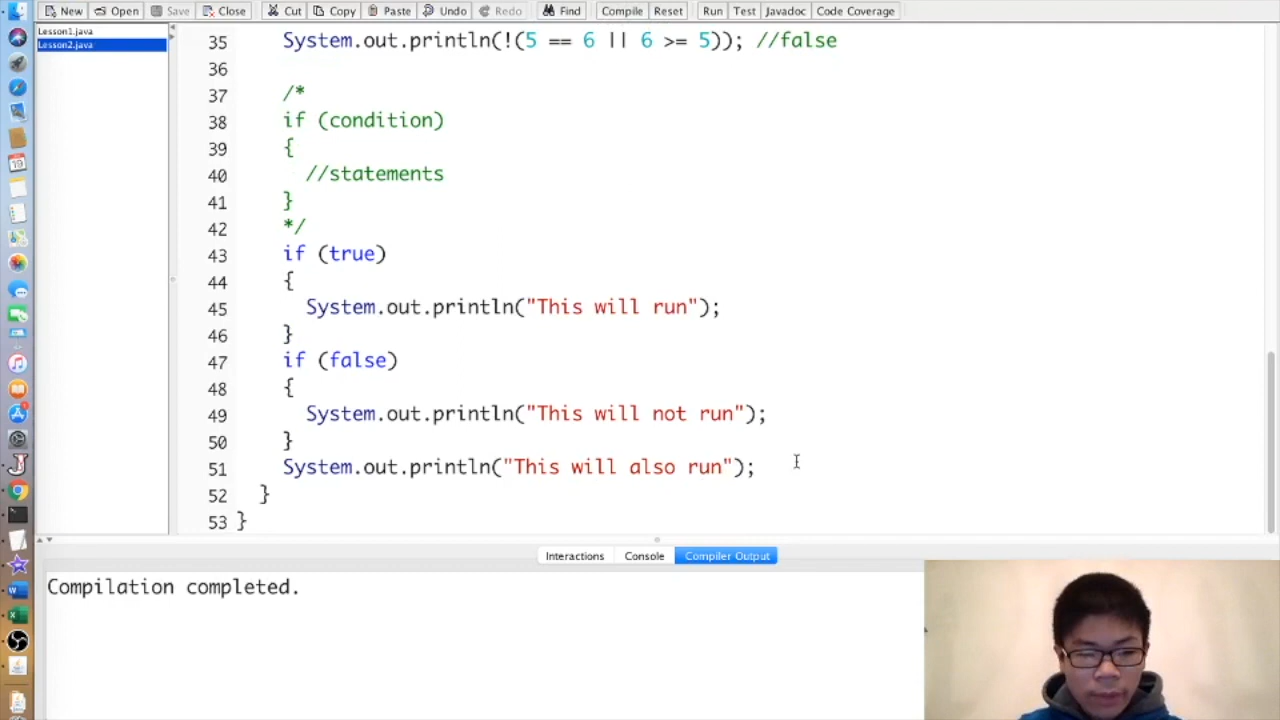 New Open Save Close Cut Copy Paste Undo Redo Find Compile Reset Run Test Javadoc Code Coverage
Lesson1.java
Lesson2.java
35 System.out.println(!(5 == 6 || 6 >= 5)); //false
36
37 /*
38 if (condition)
39 {
40 //statements
41 }
42 */
43 if (true)
44 {
45 System.out.println("This will run");
46 }
47 if (false)
48 {
49 System.out.println("This will not run");
50 }
51 System.out.println("This will also run");
52 }
53 }
Interactions Console Compiler Output
Compilation completed.